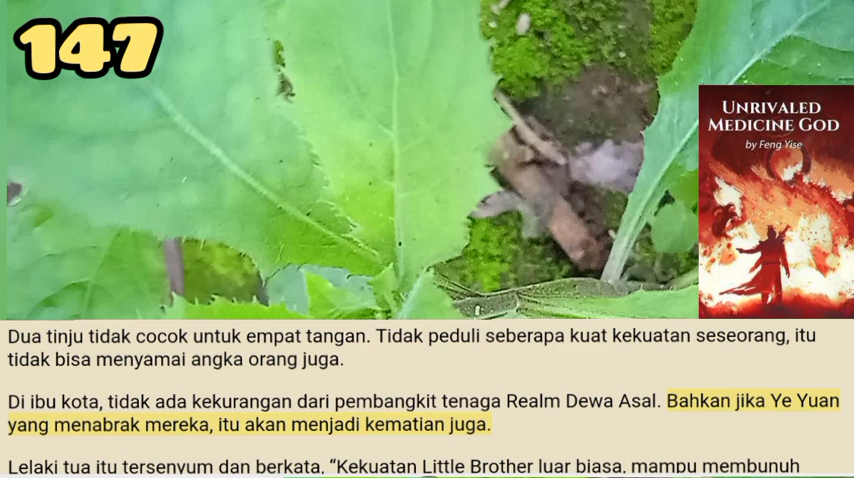 147
UNRIVALED
MEDICINE GOD
by Feng Yise
Dua tinju tidak cocok untuk empat tangan. Tidak peduli seberapa kuat kekuatan seseorang, itu
tidak bisa menyamai angka orang juga.
Di ibu kota, tidak ada kekurangan dari pembangkit tenaga Realm Dewa Asal. Bahkan jika Ye Yuan
yang menabrak mereka, itu akan menjadi kematian juga.
Lelaki tua itu tersenyum dan berkata, “Kekuatan Little Brother luar biasa, mampu membunuh